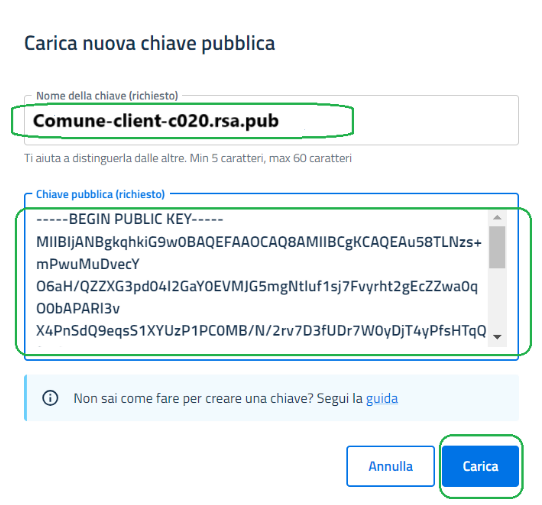 Carica nuova chiave pubblica
Nome della chiave (richiesto)
Comune-client-c020.rsa.pub
Ti aiuta a distinguerla dalle altre. Min 5 caratteri, max 60 caratteri
Chiave pubblica (richiesto)
-----BEGIN PUBLIC KEY-----
MIIBIjANBgkqhkiG9w0BAQEFAAOCAQ8AMIIBCgKCAQEAu58TLNzs+
mPwuMuDvecY
O6aH/QZZXG3pd04l2GaY0EVMJG5mgNtluf1sj7Fvyrht2gEcZZwa0q
O0bAPARl3v
X4PnSdQ9eqsS1XYUzP1PC0MB/N/2rv7D3fUDr7W0yDjT4yPfsHTqQ
Non sai come fare per creare una chiave? Segui la guida
Annulla
Carica